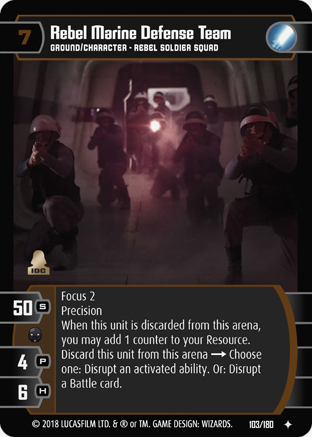 7 Rebel Marine Defense Team
GROUND/CHARACTER - REBEL SOLDIER SQUAD
IDC
50 S
4 P
6 H
Focus 2
Precision
When this unit is discarded from this arena,
you may add 1 counter to your Resource.
Discard this unit from this arena → Choose
one: Disrupt an activated ability. Or: Disrupt
a Battle card.
© 2018 LUCASFILM LTD. & ® or TM. GAME DESIGN: WIZARDS. 103/180